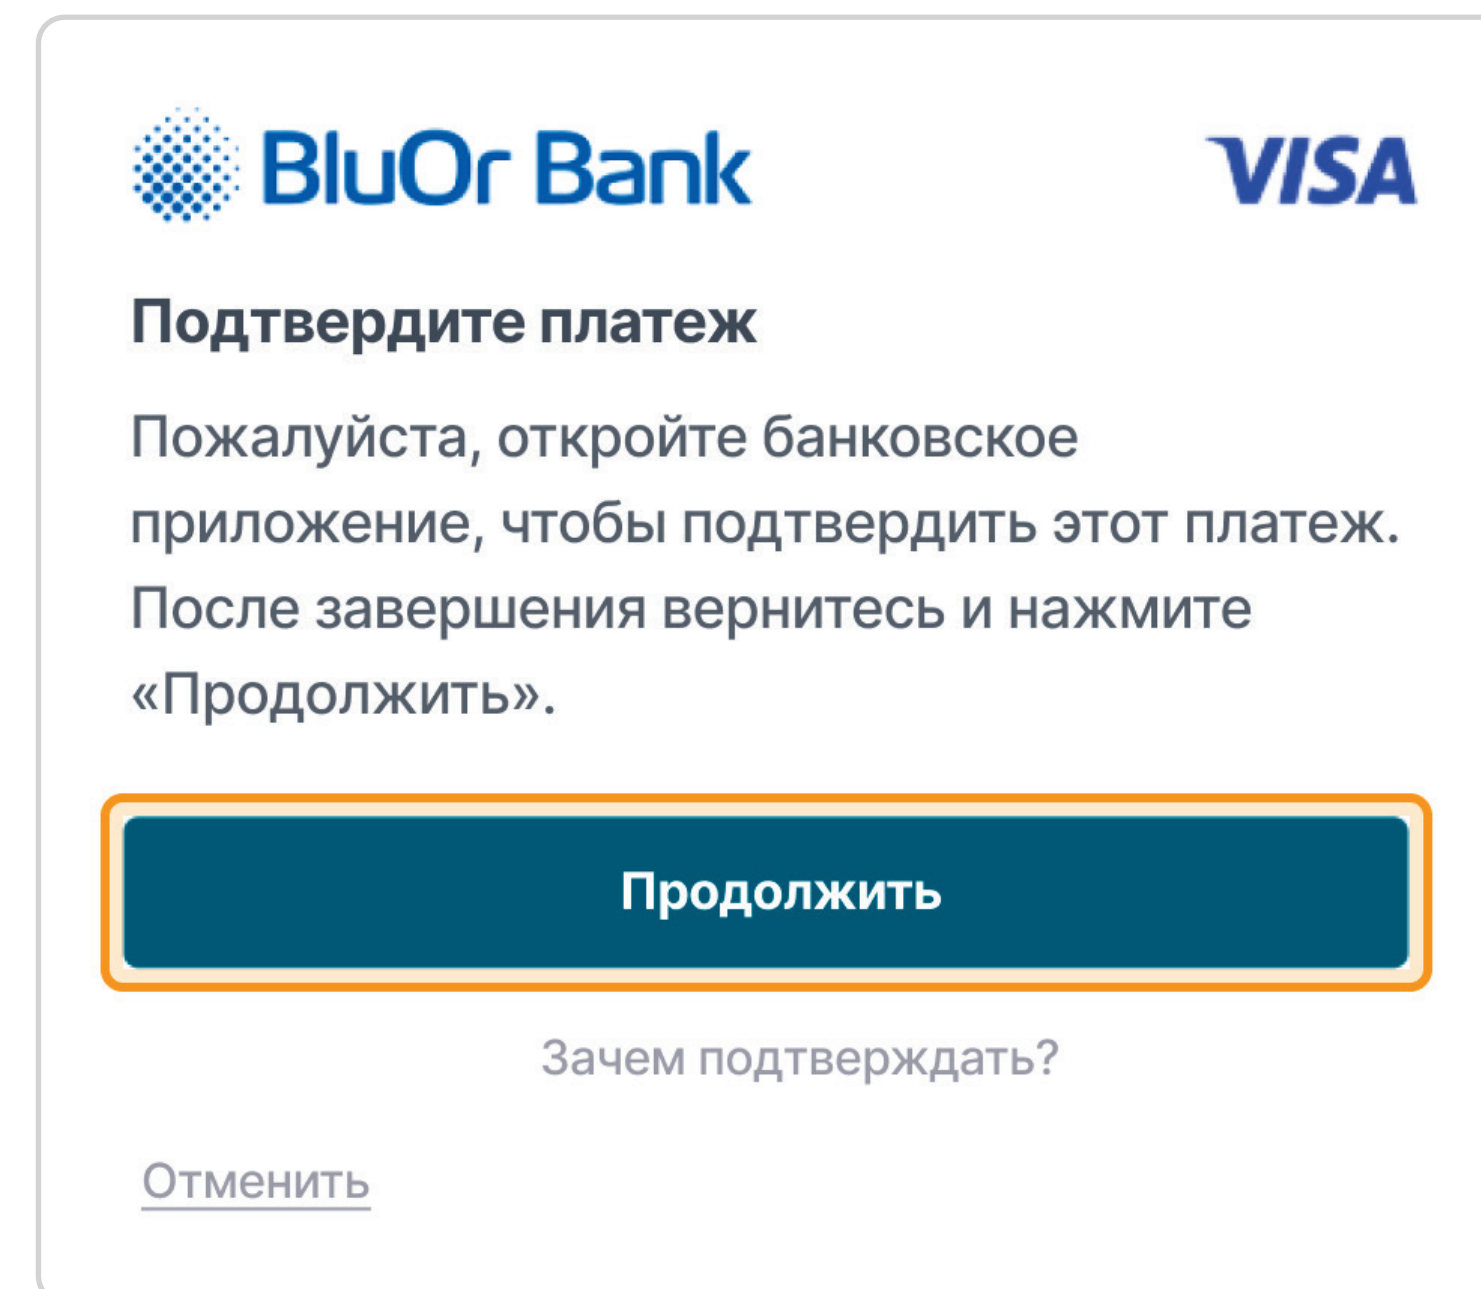 BluOr Bank VISA
Подтвердите платеж
Пожалуйста, откройте банковское
приложение, чтобы подтвердить этот платеж.
После завершения вернитесь и нажмите
«Продолжить».
Продолжить
Зачем подтверждать?
Отменить